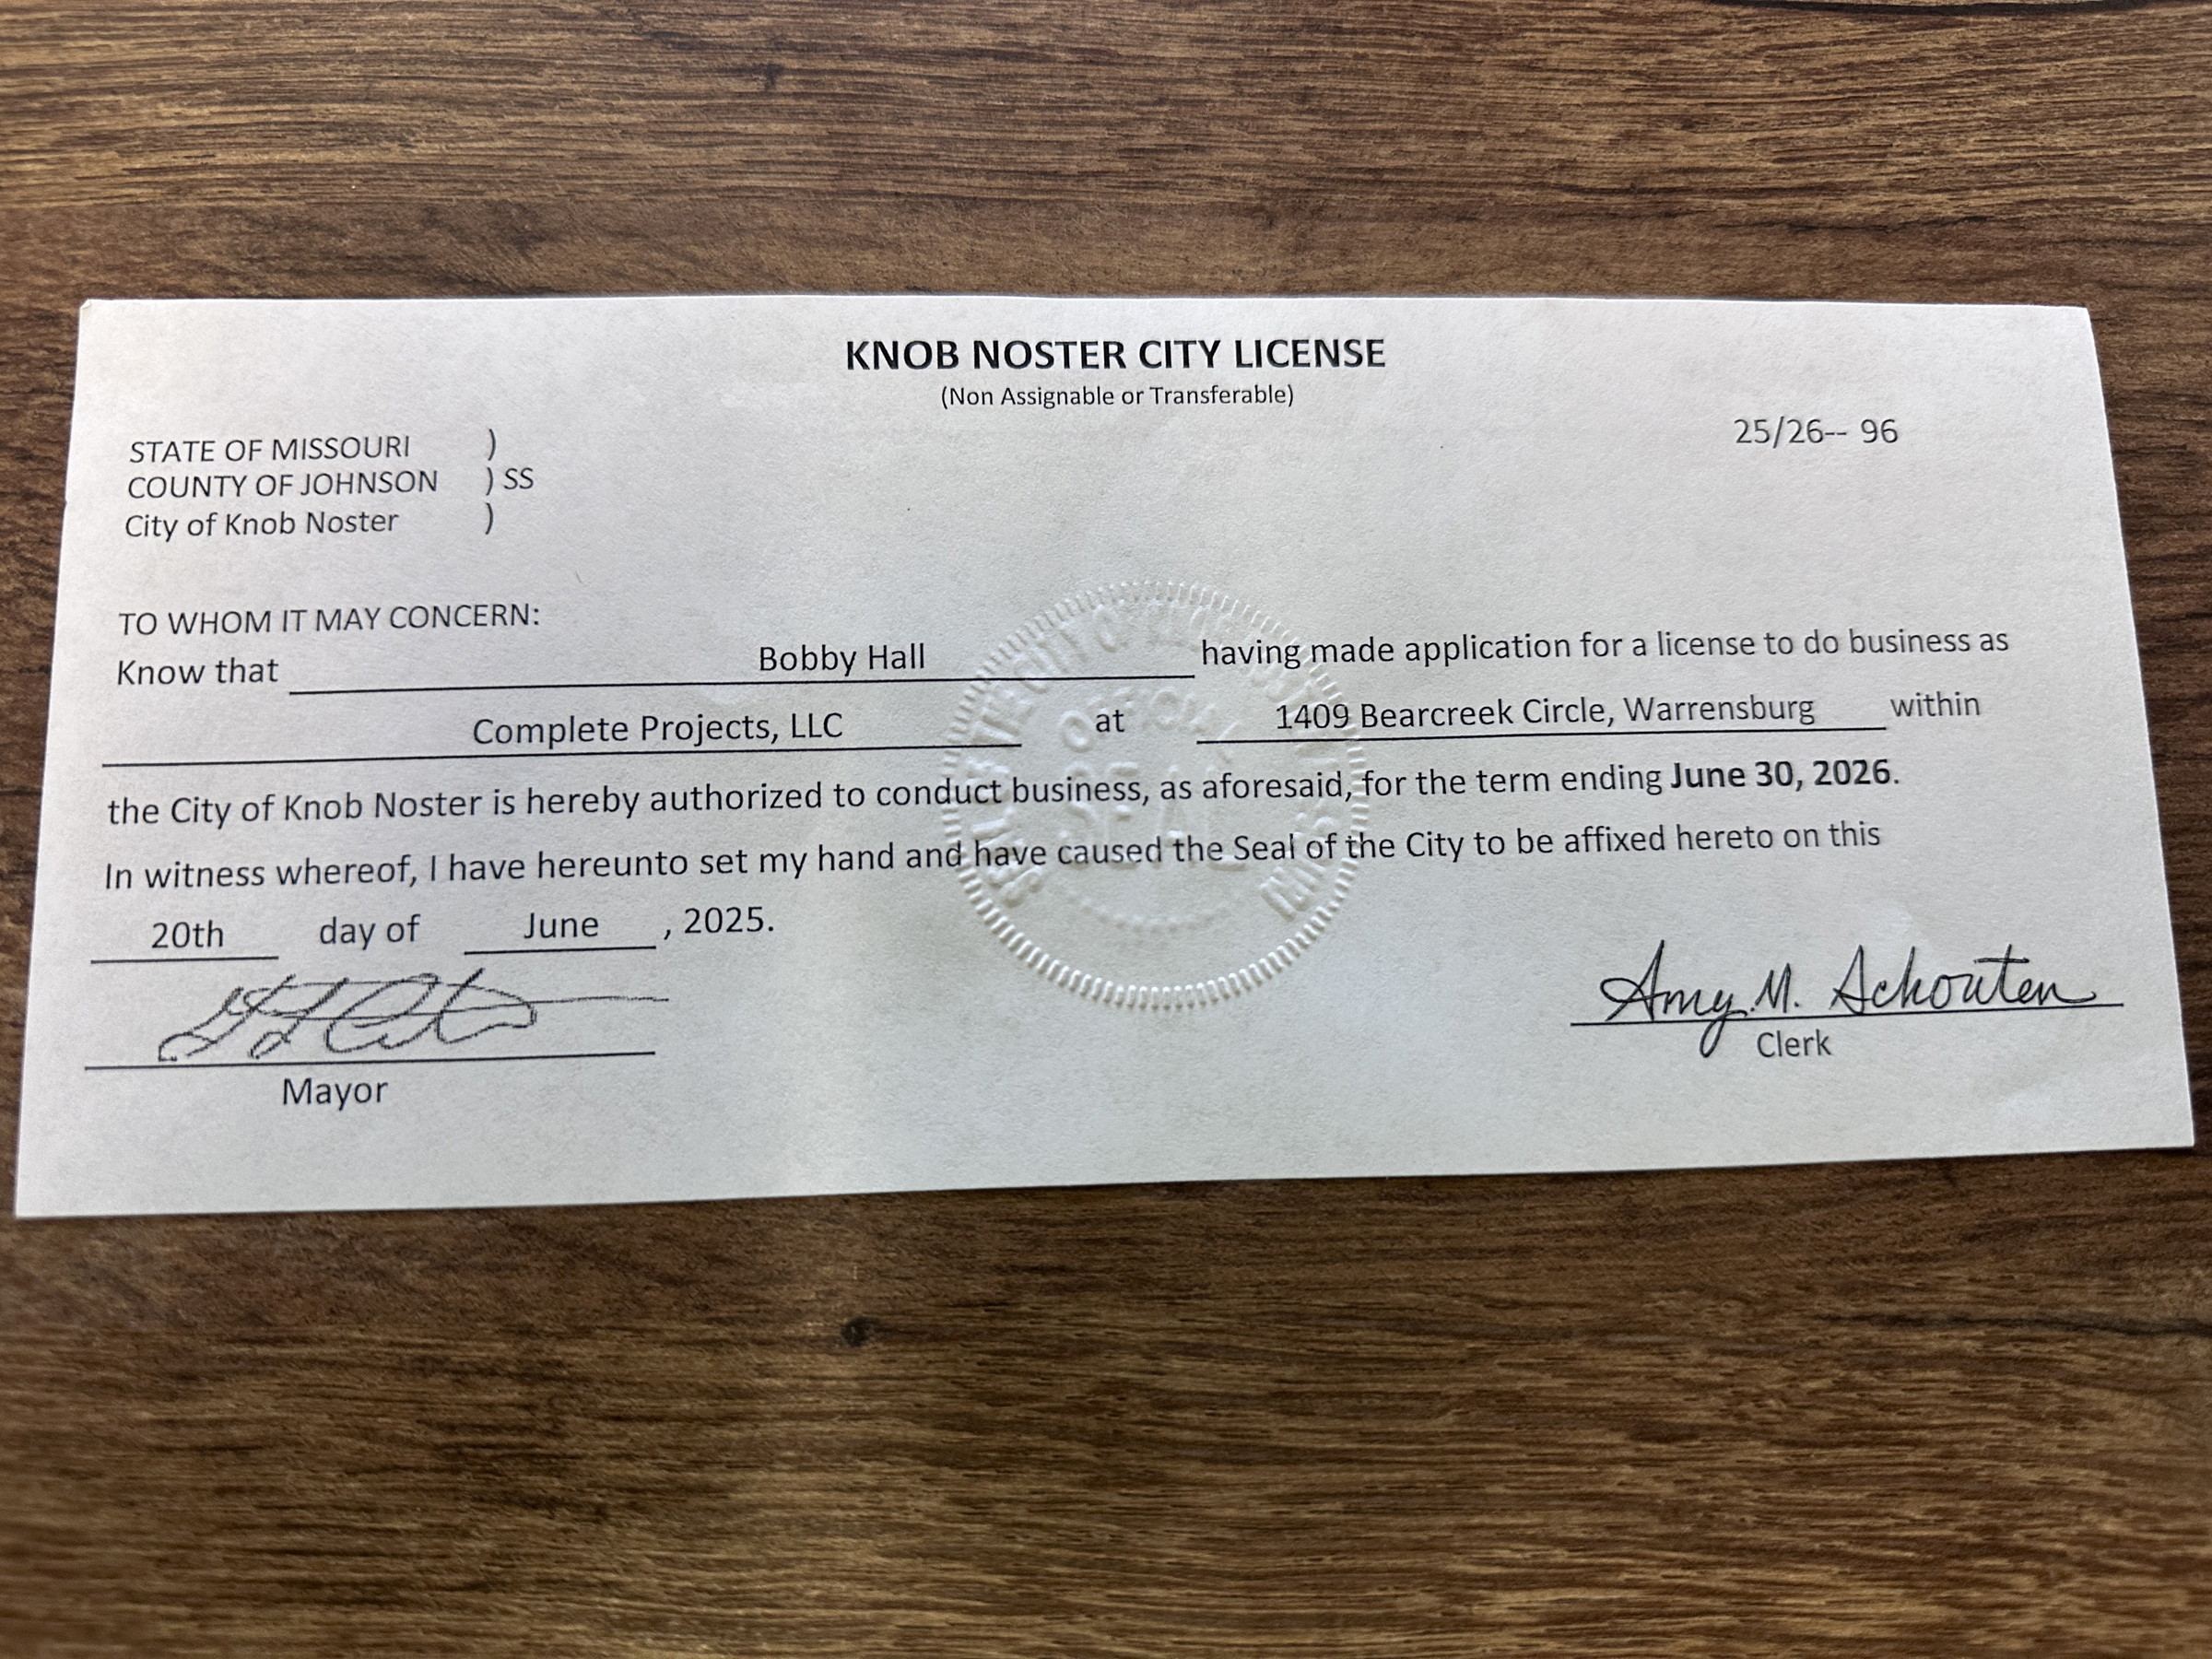 KNOB NOSTER CITY LICENSE
(Non Assignable or Transferable)
25/26-- 96
STATE OF MISSOURI )
COUNTY OF JOHNSON ) SS
City of Knob Noster )
TO WHOM IT MAY CONCERN:
Know that Bobby Hall having made application for a license to do business as
Complete Projects, LLC at 1409 Bearcreek Circle, Warrensburg within
the City of Knob Noster is hereby authorized to conduct business, as aforesaid, for the term ending June 30, 2026.
In witness whereof, I have hereunto set my hand and have caused the Seal of the City to be affixed hereto on this
20th day of June , 2025.
Amy M. Schouten
Mayor
Clerk
OFFICIAL
SEAL